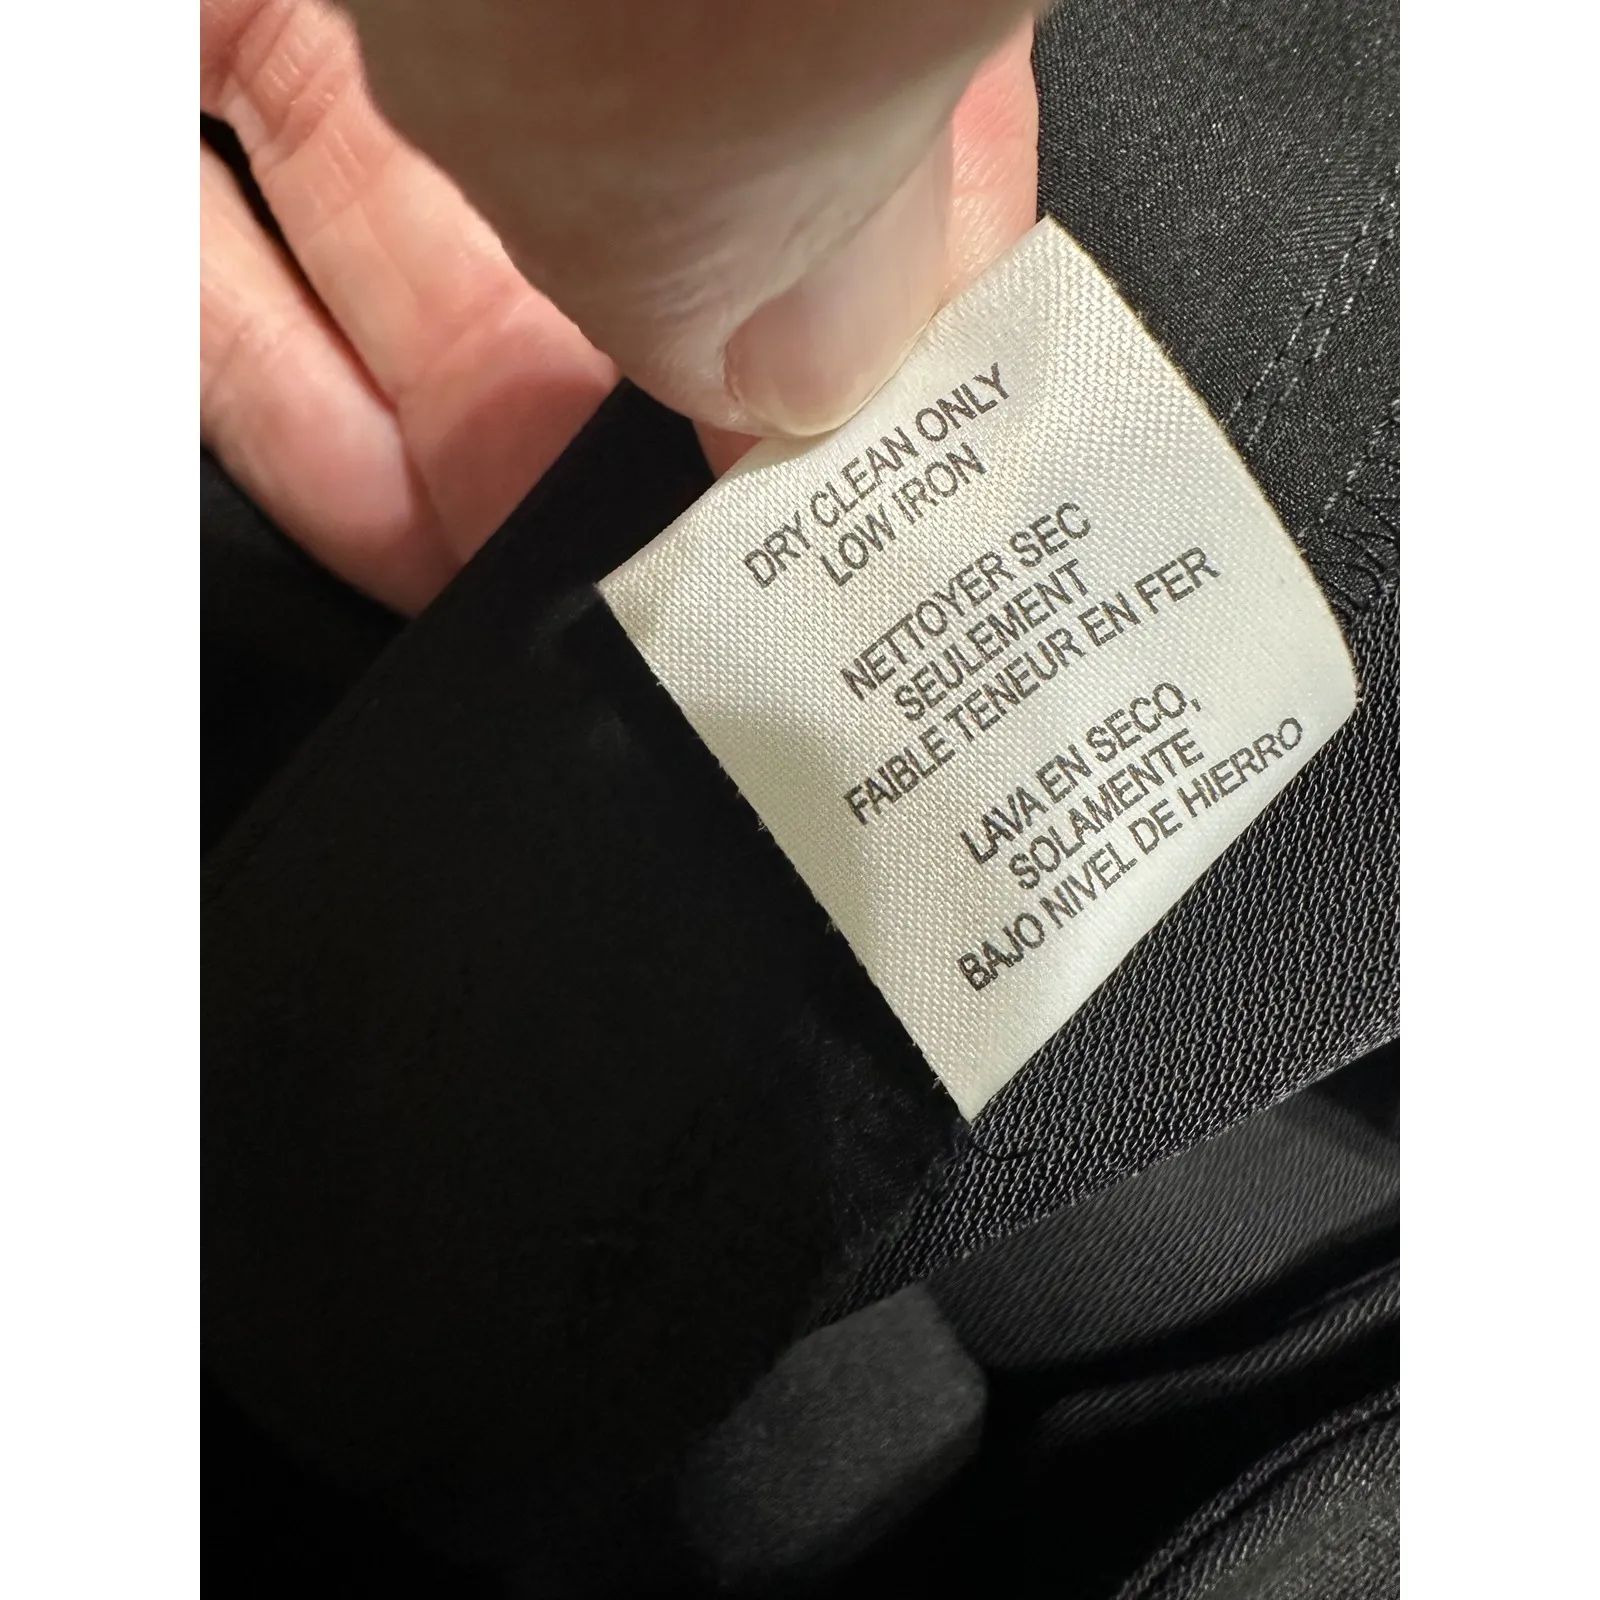 DRY CLEAN ONLY
LOW IRON
NETTOYER SEC
SEULEMENT
FAIBLE TENEUR EN FER
LAVA EN SECO,
SOLAMENTE
BAJO NIVEL DE HIERRO